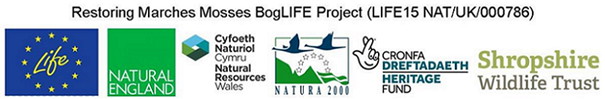 Restoring Marches Mosses BogLIFE Project (LIFE15 NAT/UK/000786)
Life
NATURAL
ENGLAND
Cyfoeth
Naturiol
Cymru
Natural
Resources
Wales
NATURA 2000
CRONFA
DREFTADAETH
HERITAGE
FUND
Shropshire
Wildlife Trust